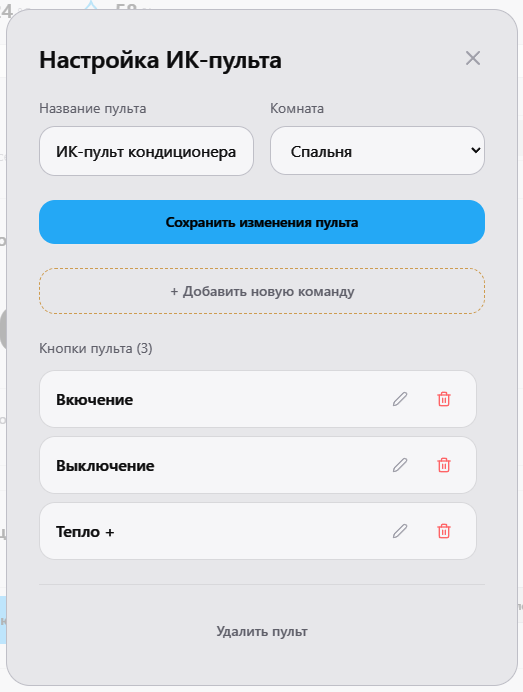 Настройка ИК-пульта
Название пульта
Комната
ИК-пульт кондиционера
Спальня
Сохранить изменения пульта
+ Добавить новую команду
Кнопки пульта (3)
Вкючение
Выключение
Тепло +
Удалить пульт